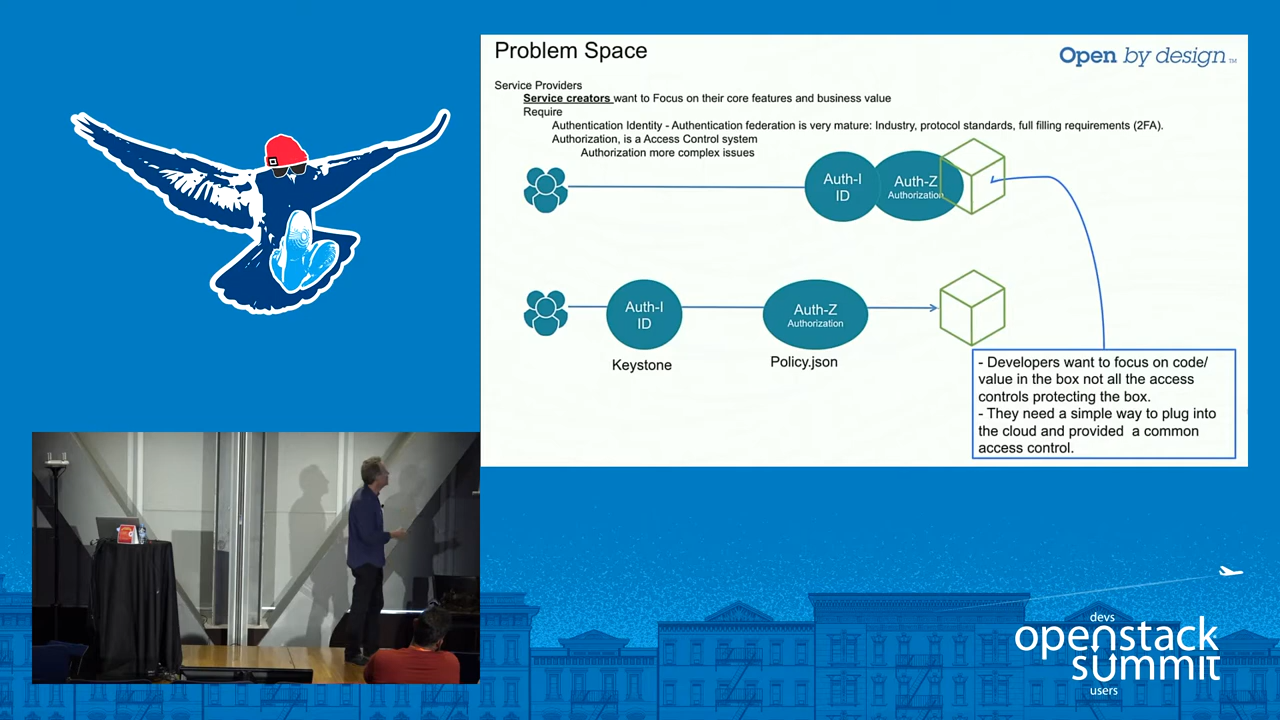 Problem Space
Open by design™
Service Providers
Service creators want to Focus on their core features and business value
Require
Authentication Identity - Authentication federation is very mature: Industry, protocol standards, full filling requirements (2FA).
Authorization, is a Access Control system
Authorization more complex issues
Auth-I
ID
Auth-Z
Authorization
Auth-I
ID
Auth-Z
Authorization
Keystone
Policy.json
- Developers want to focus on code/
value in the box not all the access
controls protecting the box.
- They need a simple way to plug into
the cloud and provided a common
access control.
devs
openstack
summit
users